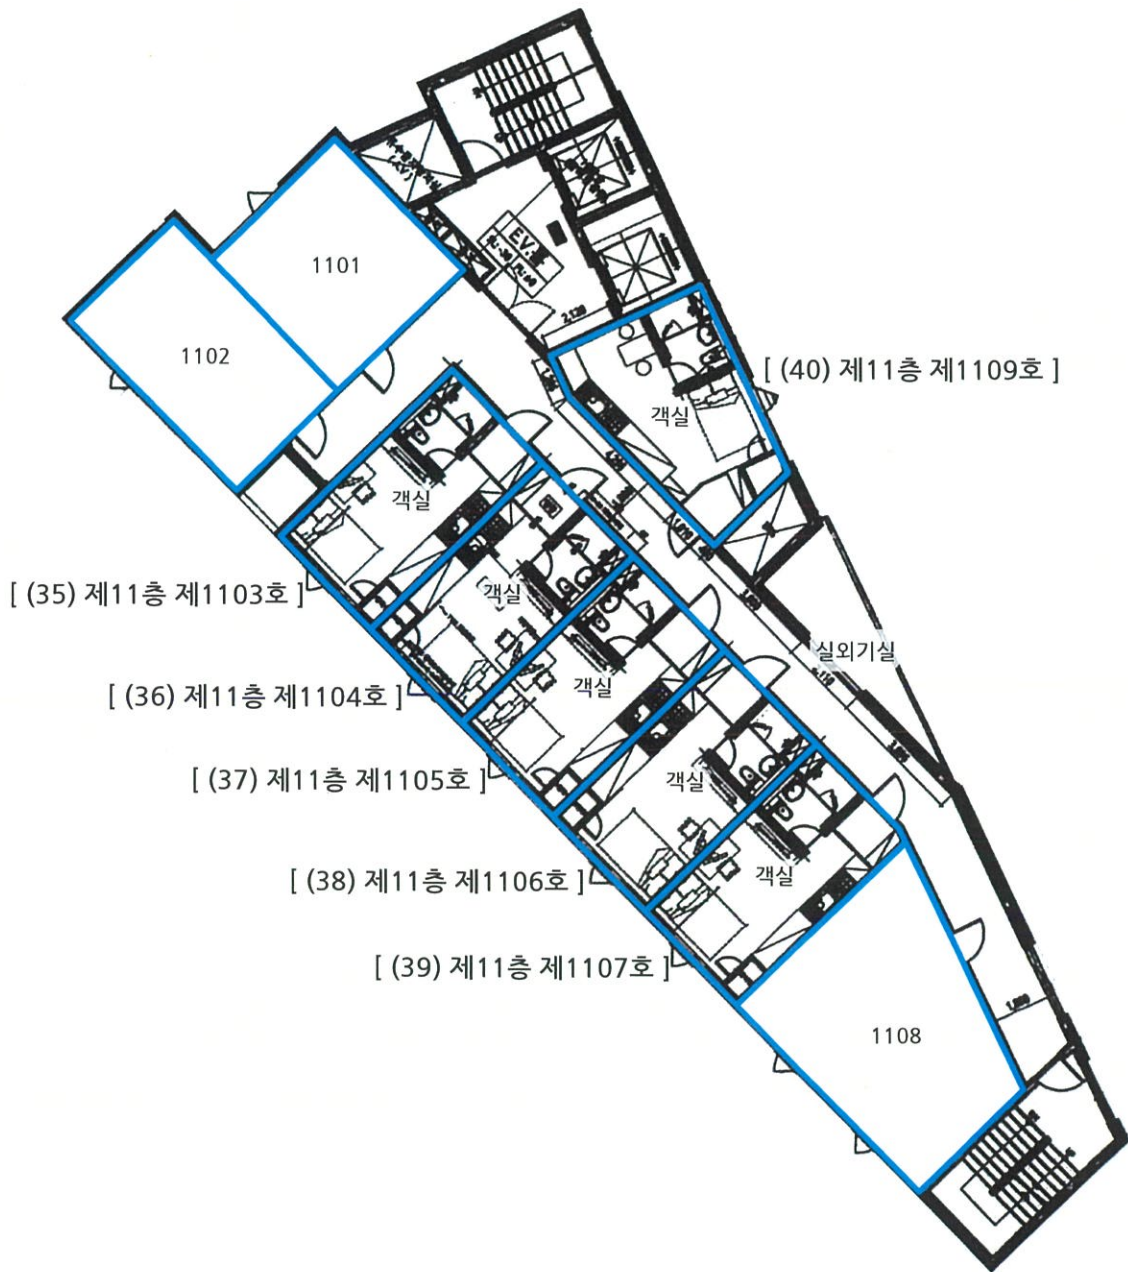 EV.홀
1101
2,120
1102
[ (40) 제11층 제1109호 ]
객실
객실
[ (35) 제11층 제1103호 ]
객실
실외기실
객실
[ (36) 제11층 제1104호 ]
[ (37) 제11층 제1105호 ]
객실
객실
[ (38) 제11층 제1106호 ]
[ (39) 제11층 제1107호 ]
1108